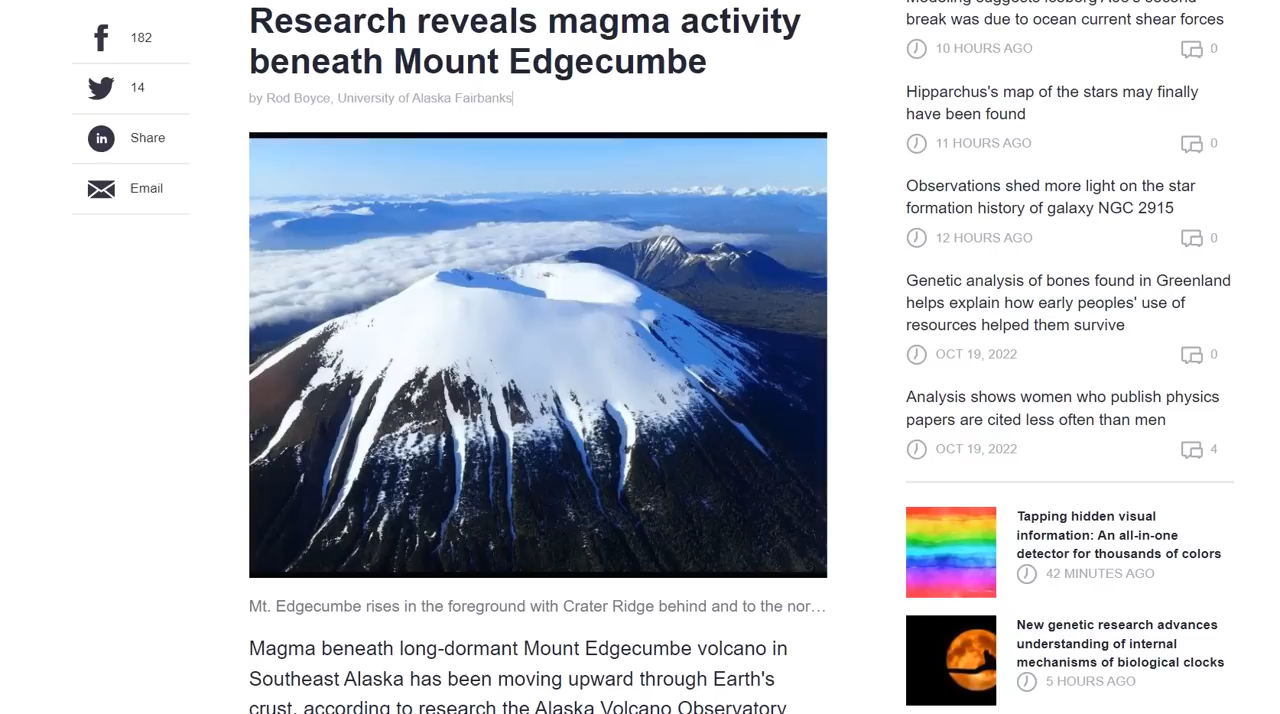 Research reveals magma activity
beneath Mount Edgecumbe
by Rod Boyce, University of Alaska Fairbanks
182
14
Share
Email
Mt. Edgecumbe rises in the foreground with Crater Ridge behind and to the nor…
Magma beneath long-dormant Mount Edgecumbe volcano in
Southeast Alaska has been moving upward through Earth's
crust, according to research the Alaska Volcano Observatory
break was due to ocean current shear forces
10 HOURS AGO 0
Hipparchus's map of the stars may finally
have been found
11 HOURS AGO 0
Observations shed more light on the star
formation history of galaxy NGC 2915
12 HOURS AGO 0
Genetic analysis of bones found in Greenland
helps explain how early peoples' use of
resources helped them survive
OCT 19, 2022 0
Analysis shows women who publish physics
papers are cited less often than men
OCT 19, 2022 4
Tapping hidden visual
information: An all-in-one
detector for thousands of colors
42 MINUTES AGO
New genetic research advances
understanding of internal
mechanisms of biological clocks
5 HOURS AGO